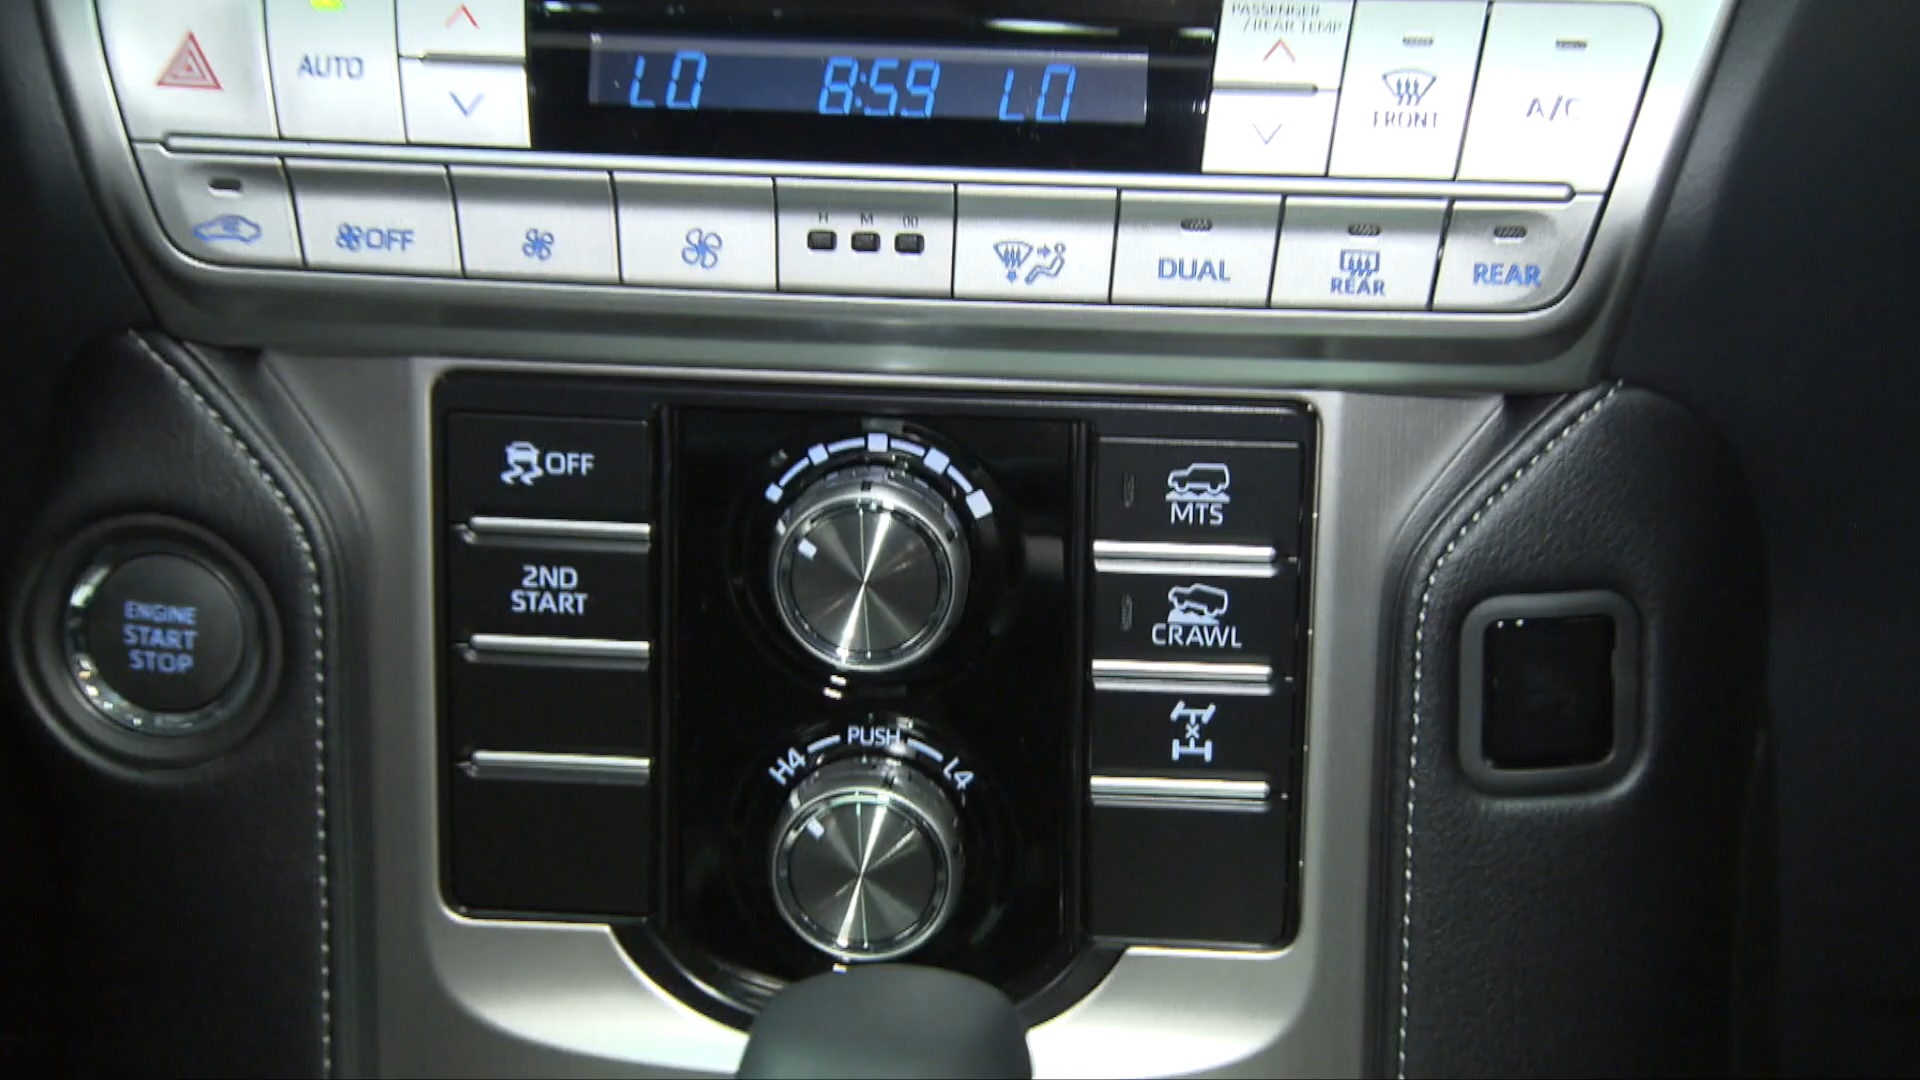 PASSENGER
/REAR TEMP
AUTO
LO 8:59 LO
FRONT
A/C
OFF
H M 00
DUAL
REAR
REAR
OFF
MTS
2ND
START
CRAWL
ENGINE
START
STOP
PUSH
H4 L4